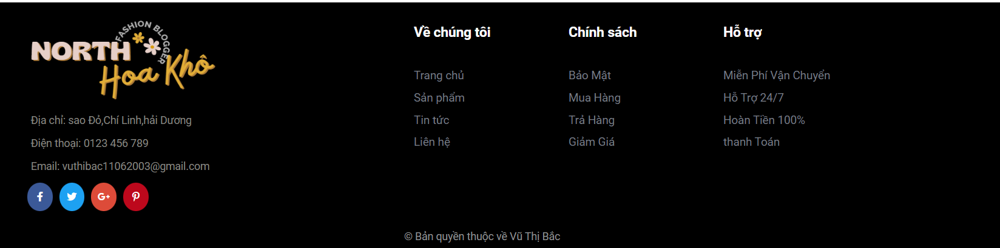 FASHION BLOGGER
NORTH
Hoa Khô
Địa chỉ: sao Đỏ,Chí Linh,hải Dương
Điện thoại: 0123 456 789
Email: vuthibac11062003@gmail.com
f
G+
Về chúng tôi
Trang chủ
Sản phẩm
Tin tức
Liên hệ
Chính sách
Bảo Mật
Mua Hàng
Trả Hàng
Giảm Giá
Hỗ trợ
Miễn Phí Vận Chuyển
Hỗ Trợ 24/7
Hoàn Tiền 100%
thanh Toán
© Bản quyền thuộc về Vũ Thị Bắc